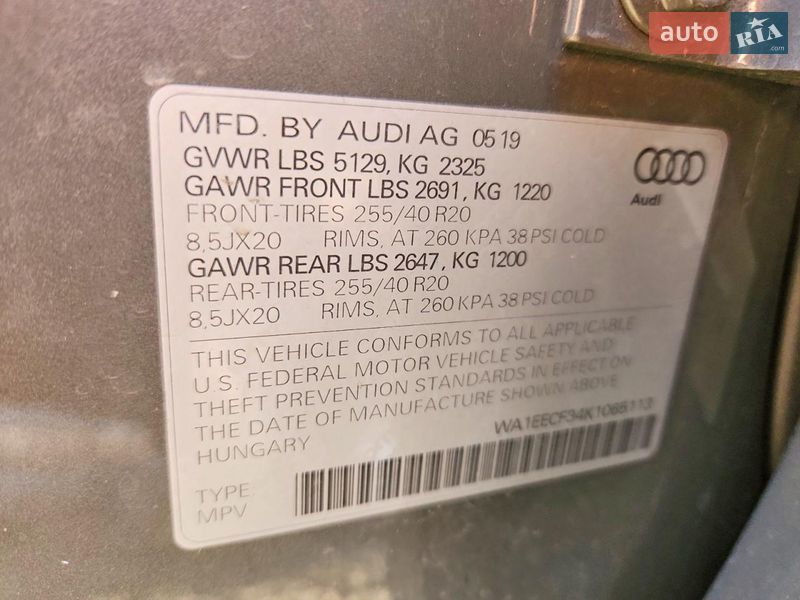 auto RIA
.com
MFD. BY AUDI AG 05 19
GVWR LBS 5129, KG 2325
GAWR FRONT LBS 2691, KG 1220
FRONT-TIRES 255/40 R20
8,5JX20 RIMS, AT 260 KPA 38 PSI COLD
GAWR REAR LBS 2647, KG 1200
REAR-TIRES 255/40 R20
8,5JX20 RIMS, AT 260 KPA 38 PSI COLD
Audi
THIS VEHICLE CONFORMS TO ALL APPLICABLE
U.S. FEDERAL MOTOR VEHICLE SAFETY AND
THEFT PREVENTION STANDARDS IN EFFECT ON
THE DATE OF MANUFACTURE SHOWN ABOVE
HUNGARY
WA1EECF34K1065113
TYPE:
MPV